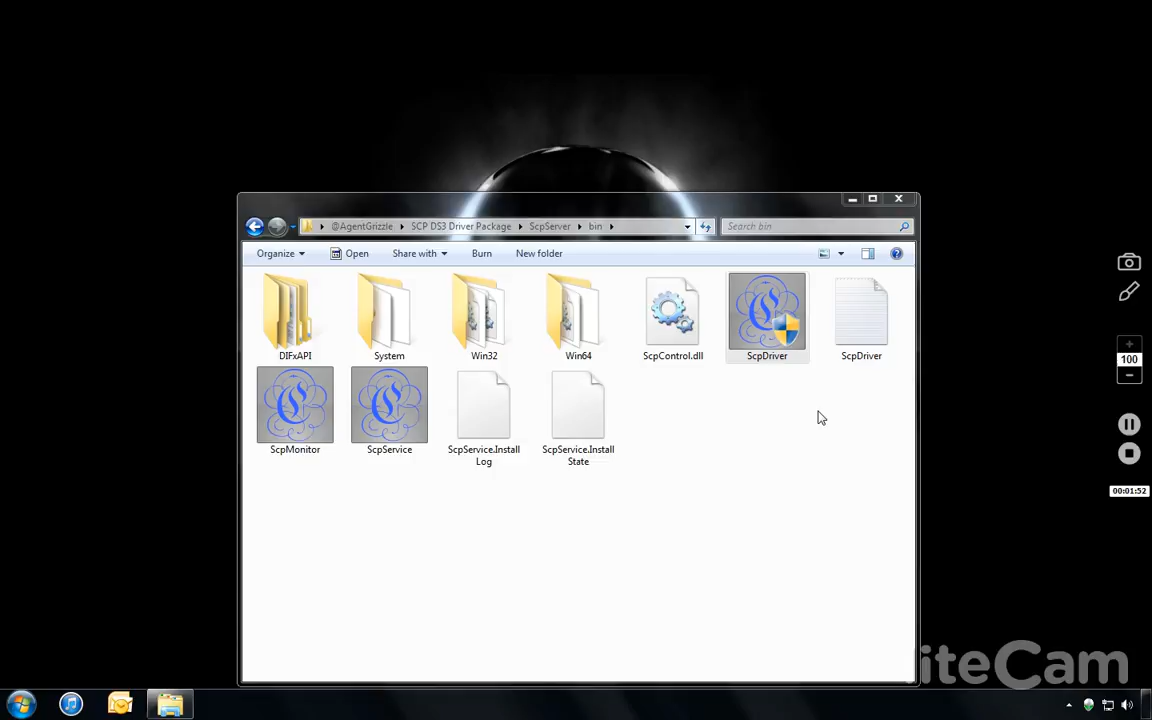 @AgentGrizzle
SCP DS3 Driver Package
ScpServer
bin
Search bin
Organize
Open
Share with
Burn
New folder
DIFxAPI
System
Win32
Win64
ScpControl.dll
ScpDriver
ScpDriver
ScpMonitor
ScpService
ScpService.Install
Log
ScpService.Install
State
100
00:01:52
iteCam